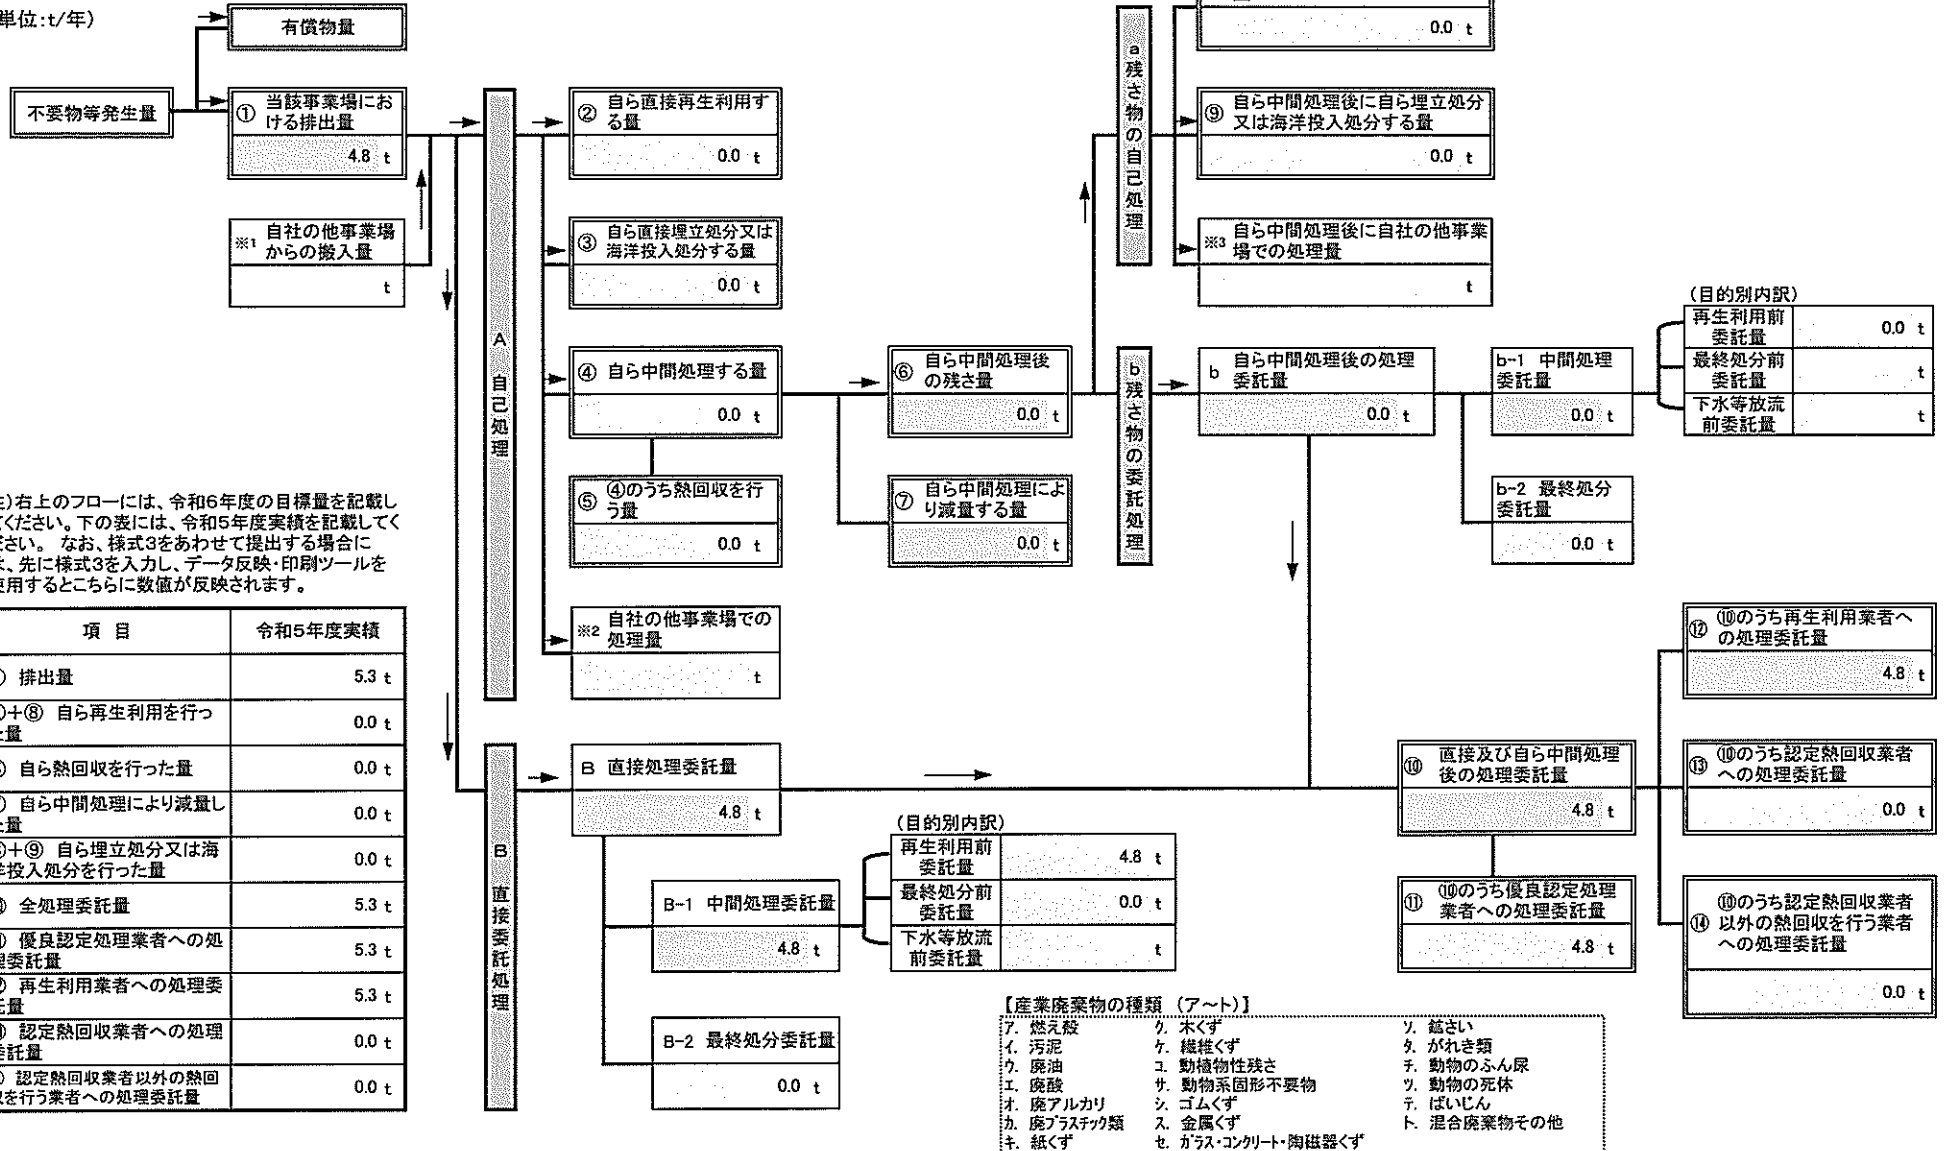 単位:t/年)
有償物量
不要物等発生量
① 当該事業場にお
ける排出量
4.8 t
※1 自社の他事業場
からの搬入量
t
A 自己処理
② 自ら直接再生利用す
る量
0.0 t
③ 自ら直接埋立処分又は
海洋投入処分する量
0.0 t
④ 自ら中間処理する量
0.0 t
⑤ ④のうち熱回収を行
う量
0.0 t
※2 自社の他事業場での
処理量
t
⑥ 自ら中間処理後
の残さ量
0.0 t
⑦ 自ら中間処理によ
り減量する量
0.0 t
a 残さ物の自己処理
0.0 t
⑨ 自ら中間処理後に自ら埋立処分
又は海洋投入処分する量
0.0 t
※3 自ら中間処理後に自社の他事業
場での処理量
t
b 残さ物の委託処理
b 自ら中間処理後の処理
委託量
0.0 t
b-1 中間処理
委託量
0.0 t
(目的別内訳)
再生利用前
委託量
0.0 t
最終処分前
委託量
t
下水等放流
前委託量
t
b-2 最終処分
委託量
0.0 t
)右上のフローには、令和6年度の目標量を記載し
ください。下の表には、令和5年度実績を記載してく
さい。 なお、様式3をあわせて提出する場合に
、先に様式3を入力し、データ反映・印刷ツールを
使用するとこちらに数値が反映されます。
項 目 令和5年度実績
) 排出量 5.3 t
)+⑧ 自ら再生利用を行っ
量 0.0 t
) 自ら熱回収を行った量 0.0 t
) 自ら中間処理により減量し
量 0.0 t
)+⑨ 自ら埋立処分又は海
投入処分を行った量 0.0 t
) 全処理委託量 5.3 t
) 優良認定処理業者への処
理委託量 5.3 t
) 再生利用業者への処理委
託量 5.3 t
) 認定熱回収業者への処理
委託量 0.0 t
) 認定熱回収業者以外の熱回
収を行う業者への処理委託量 0.0 t
B 直接委託処理
B 直接処理委託量
4.8 t
B-1 中間処理委託量
4.8 t
(目的別内訳)
再生利用前
委託量
4.8 t
最終処分前
委託量
0.0 t
下水等放流
前委託量
t
B-2 最終処分委託量
0.0 t
⑩ 直接及び自ら中間処理
後の処理委託量
4.8 t
⑪ ⑩のうち優良認定処理
業者への処理委託量
4.8 t
⑫ ⑩のうち再生利用業者へ
の処理委託量
4.8 t
⑬ ⑩のうち認定熱回収業者
への処理委託量
0.0 t
⑭ ⑩のうち認定熱回収業者
以外の熱回収を行う業者
への処理委託量
0.0 t
【産業廃棄物の種類 (ア~ト)】
ア. 燃え殻
イ. 汚泥
ウ. 廃油
エ. 廃酸
オ. 廃アルカリ
カ. 廃プラスチック類
キ. 紙くず
ク. 木くず
ケ. 繊維くず
コ. 動植物性残さ
サ. 動物系固形不要物
シ. ゴムくず
ス. 金属くず
セ. ガラス・コンクリート・陶磁器くず
ソ. 鉱さい
タ. がれき類
チ. 動物のふん尿
ツ. 動物の死体
テ. ばいじん
ト. 混合廃棄物その他